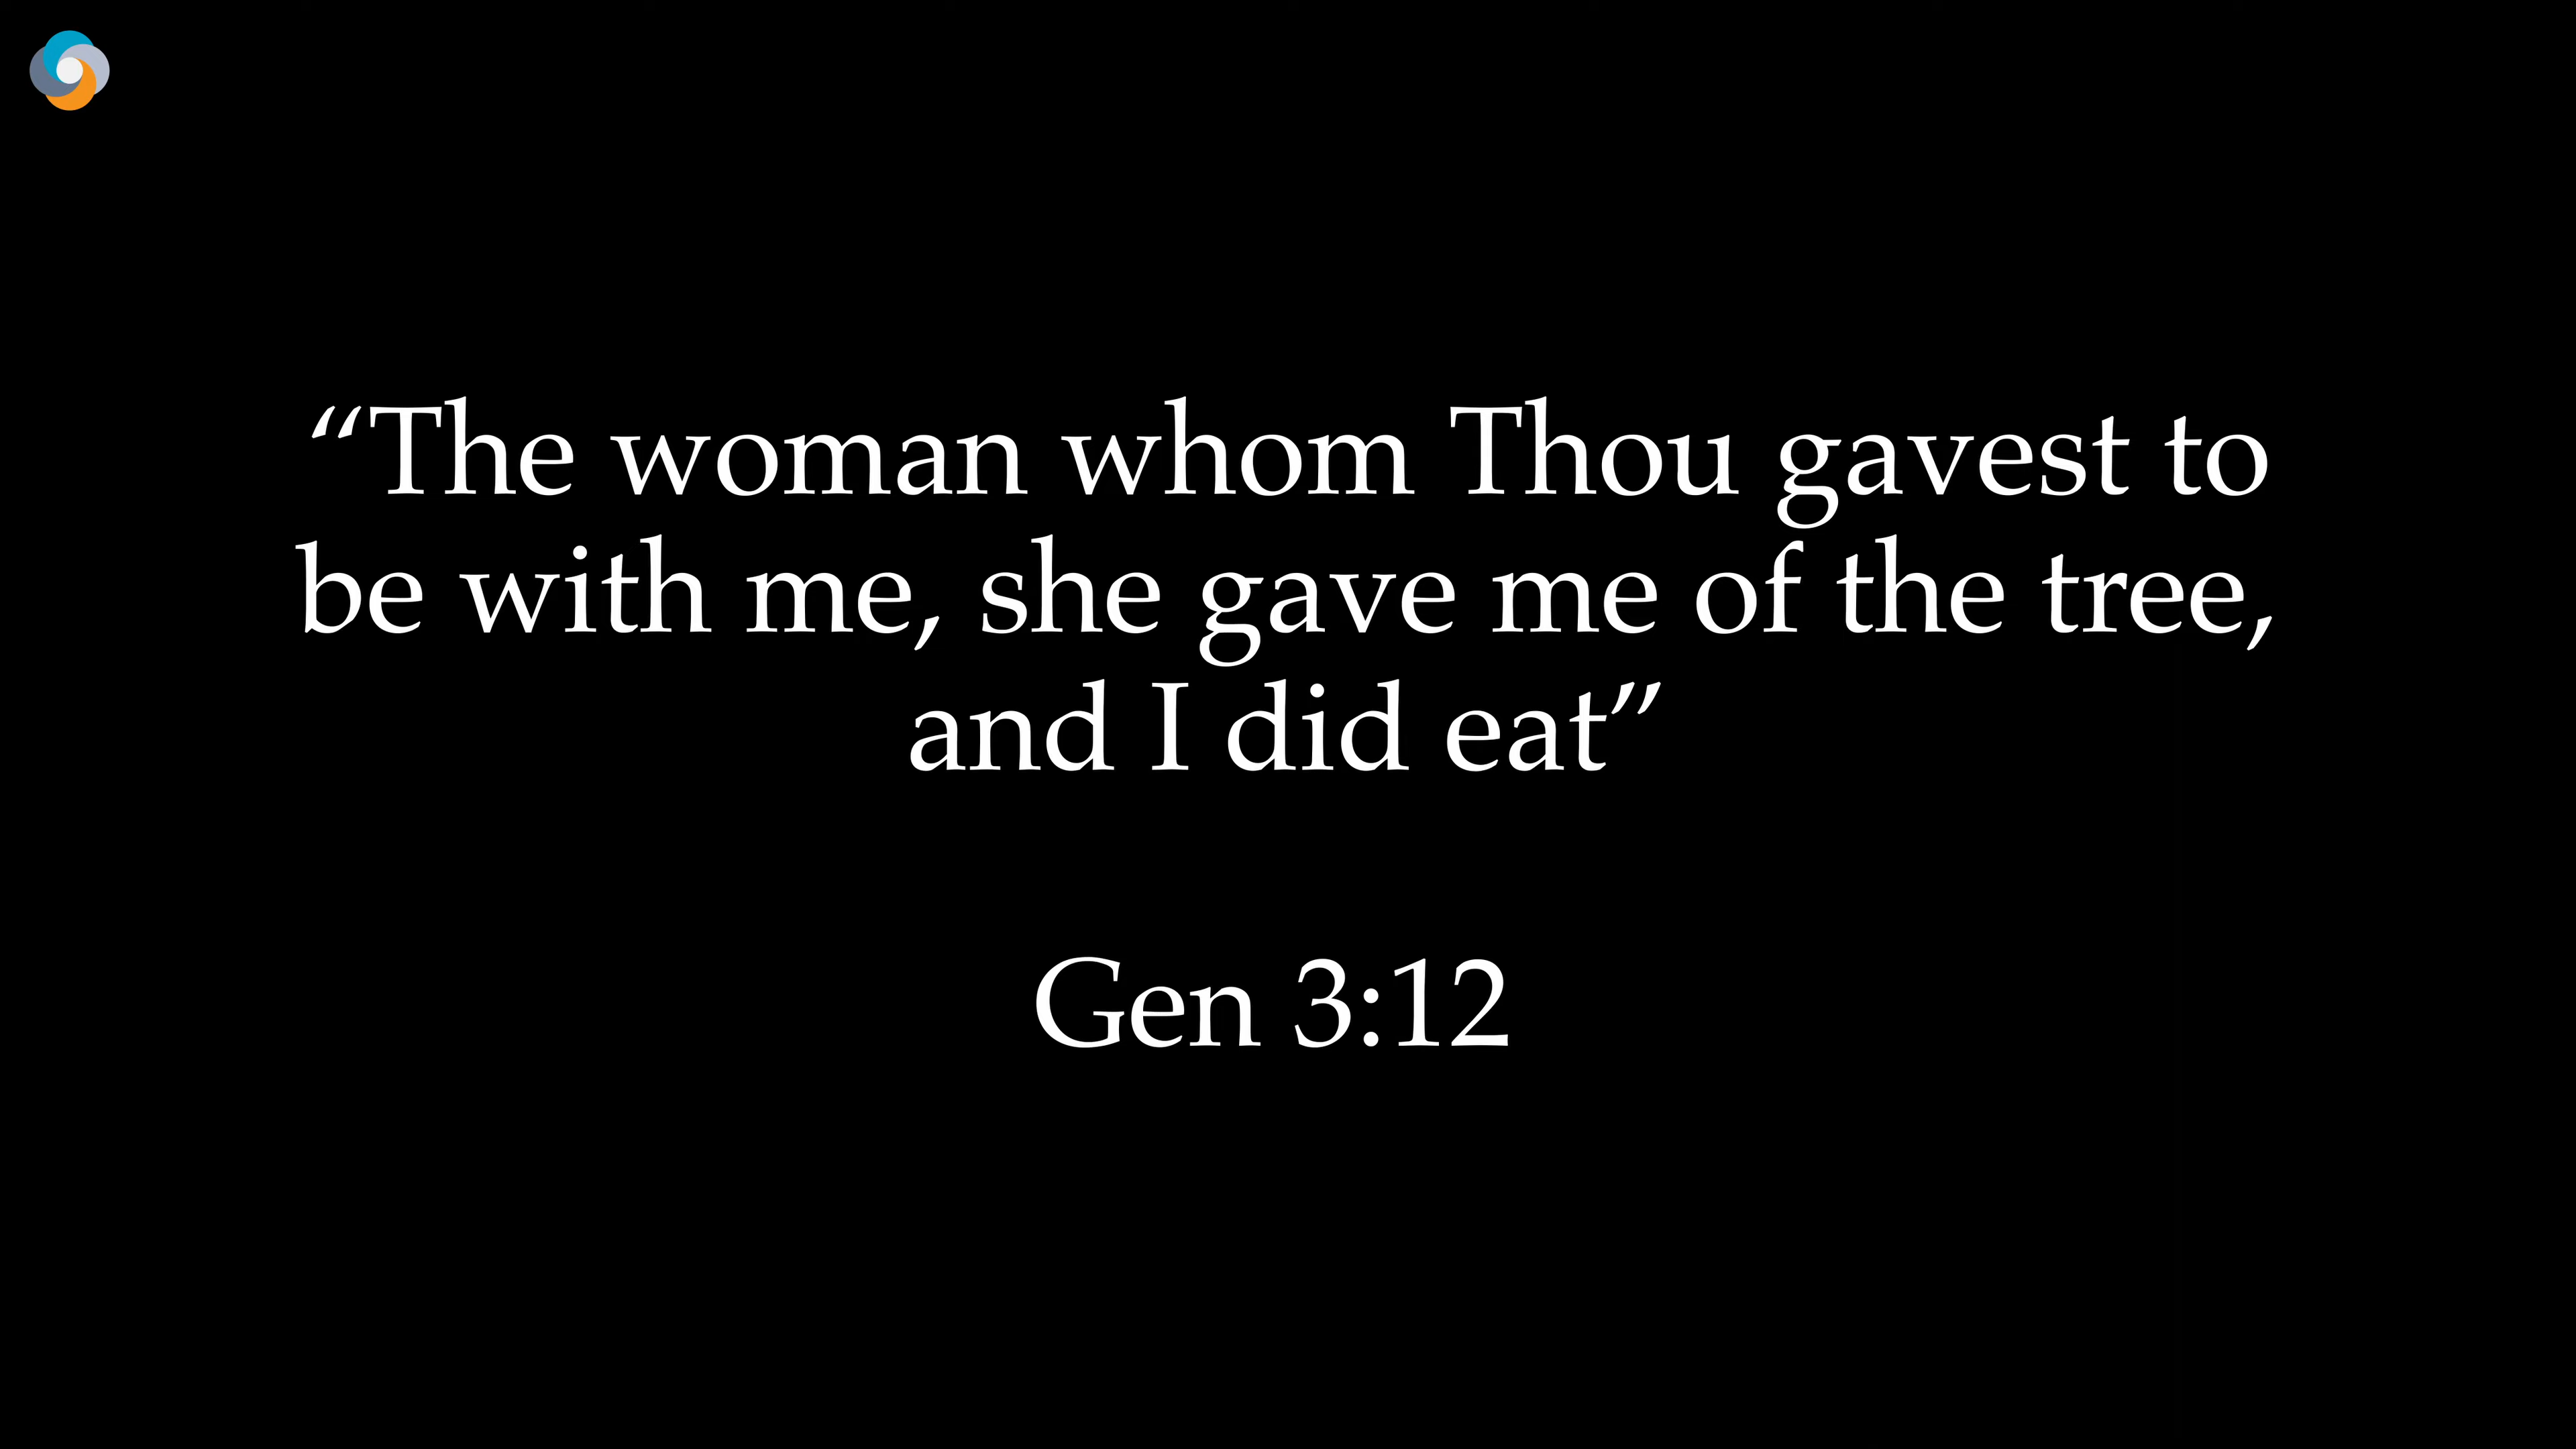 “The woman whom Thou gavest to
be with me, she gave me of the tree,
and I did eat”
Gen 3:12